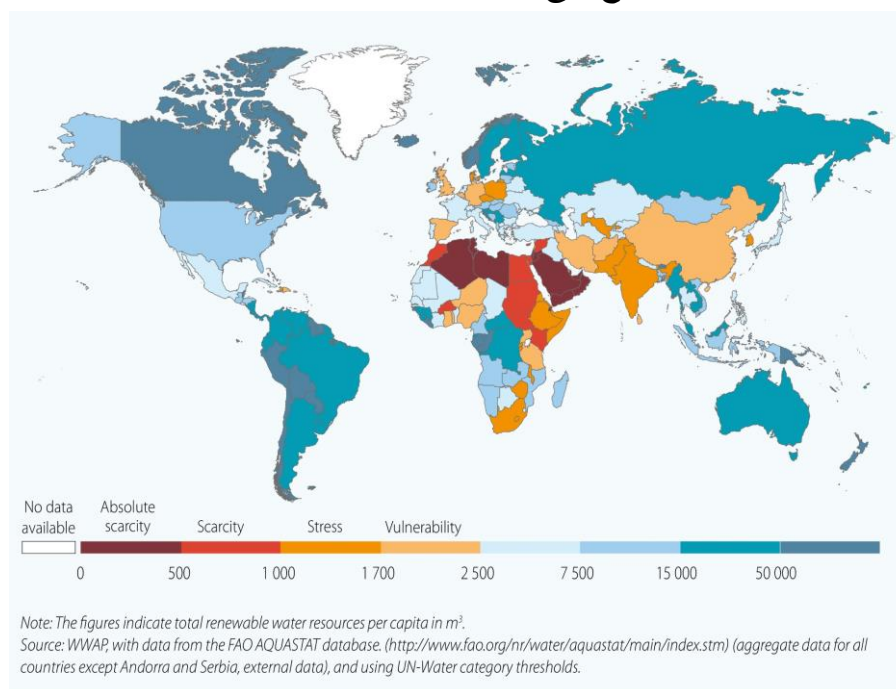 No data
available
Absolute
scarcity
Scarcity
Stress
Vulnerability
0
500
1 000
1 700
2 500
7 500
15 000
50 000
Note: The figures indicate total renewable water resources per capita in m³.
Source: WWAP, with data from the FAO AQUASTAT database. (http://www.fao.org/nr/water/aquastat/main/index.stm) (aggregate data for all
countries except Andorra and Serbia, external data), and using UN-Water category thresholds.